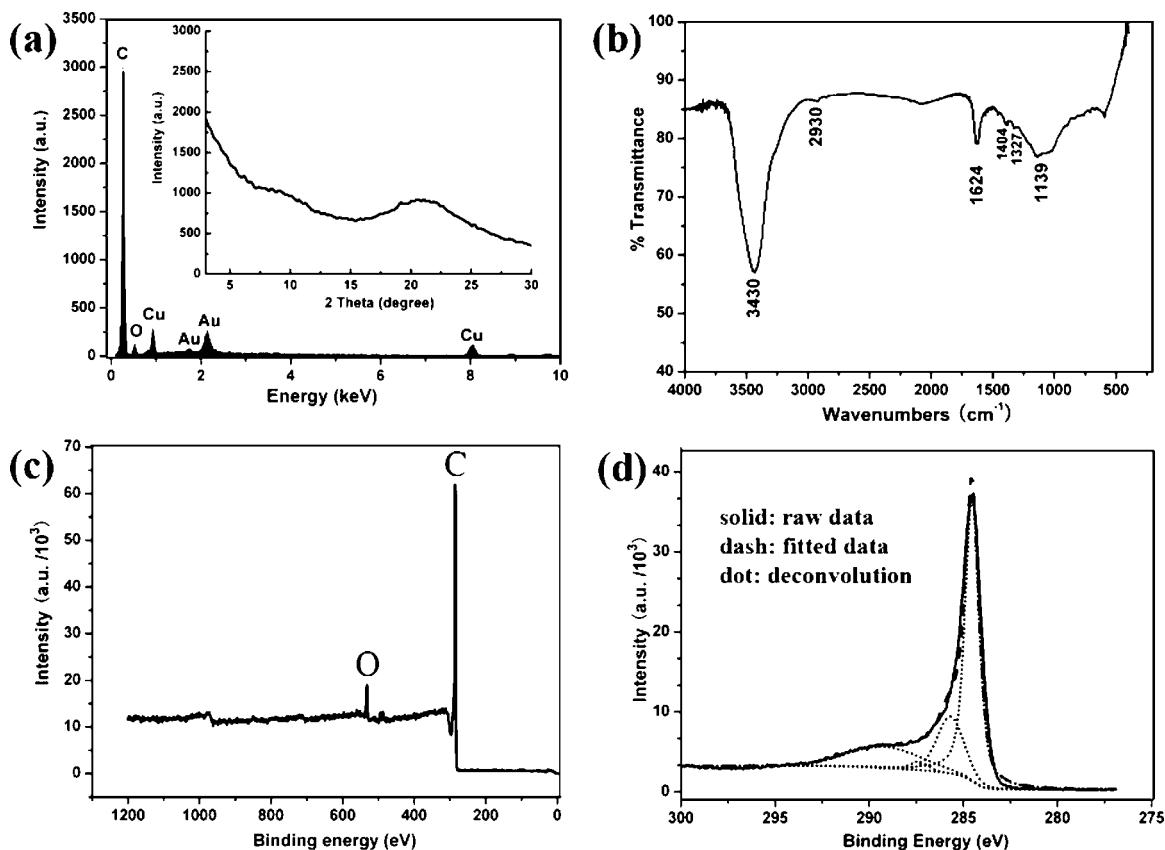 (a)
3500
3000
2500
2000
1500
1000
500
0
Intensity (a.u.)
C
O
Cu
Au
Au
Cu
0 2 4 6 8 10
Energy (keV)
3000
2500
2000
1500
1000
500
0
Intensity (a.u.)
5 10 15 20 25 30
2 Theta (degree)
(b)
100
90
80
70
60
50
40
% Transmittance
3430
2930
1624
1404
1327
1139
4000 3500 3000 2500 2000 1500 1000 500
Wavenumbers (cm⁻¹)
(c)
70
60
50
40
30
20
10
0
Intensity (a.u. /10³)
C
O
1200 1000 800 600 400 200 0
Binding energy (eV)
(d)
40
30
20
10
0
Intensity (a.u. /10³)
solid: raw data
dash: fitted data
dot: deconvolution
300 295 290 285 280 275
Binding Energy (eV)